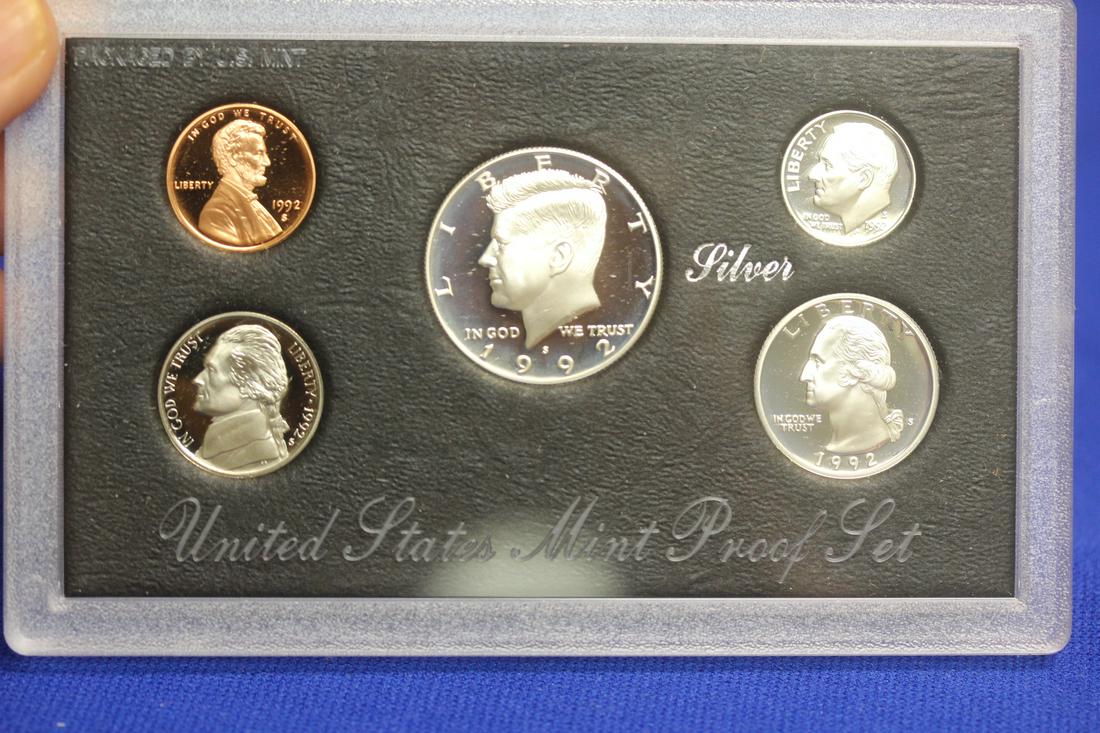 PACKAGED BY U.S. MINT
IN GOD WE TRUST
LIBERTY
1992
S
LIBERTY
IN GOD WE TRUST
1992
S
LIBERTY
IN GOD
WE TRUST
S
Silver
IN GOD WE TRUST
LIBERTY · 1992
S
LIBERTY
IN GOD WE
TRUST
S
1992
United States Mint Proof Set